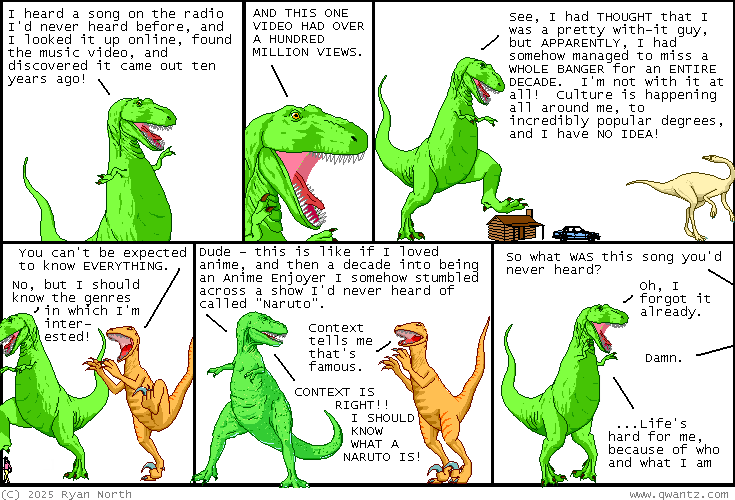 I heard a song on the radio
I'd never heard before, and
I looked it up online, found
the music video, and
discovered it came out ten
years ago!
AND THIS ONE
VIDEO HAD OVER
A HUNDRED
MILLION VIEWS.
See, I had THOUGHT that I
was a pretty with-it guy,
but APPARENTLY, I had
somehow managed to miss a
WHOLE BANGER for an ENTIRE
DECADE. I'm not with it at
all! Culture is happening
all around me, to
incredibly popular degrees,
and I have NO IDEA!
You can't be expected
to know EVERYTHING.
No, but I should
know the genres
in which I'm
inter-
ested!
Dude - this is like if I loved
anime, and then a decade into being
an Anime Enjoyer I somehow stumbled
across a show I'd never heard of
called "Naruto".
Context
tells me
that's
famous.
CONTEXT IS
RIGHT!!
I SHOULD
KNOW
WHAT A
NARUTO IS!
So what WAS this song you'd
never heard?
Oh, I
forgot it
already.
Damn.
...Life's
hard for me,
because of who
and what I am
(C) 2025 Ryan North
www.qwantz.com